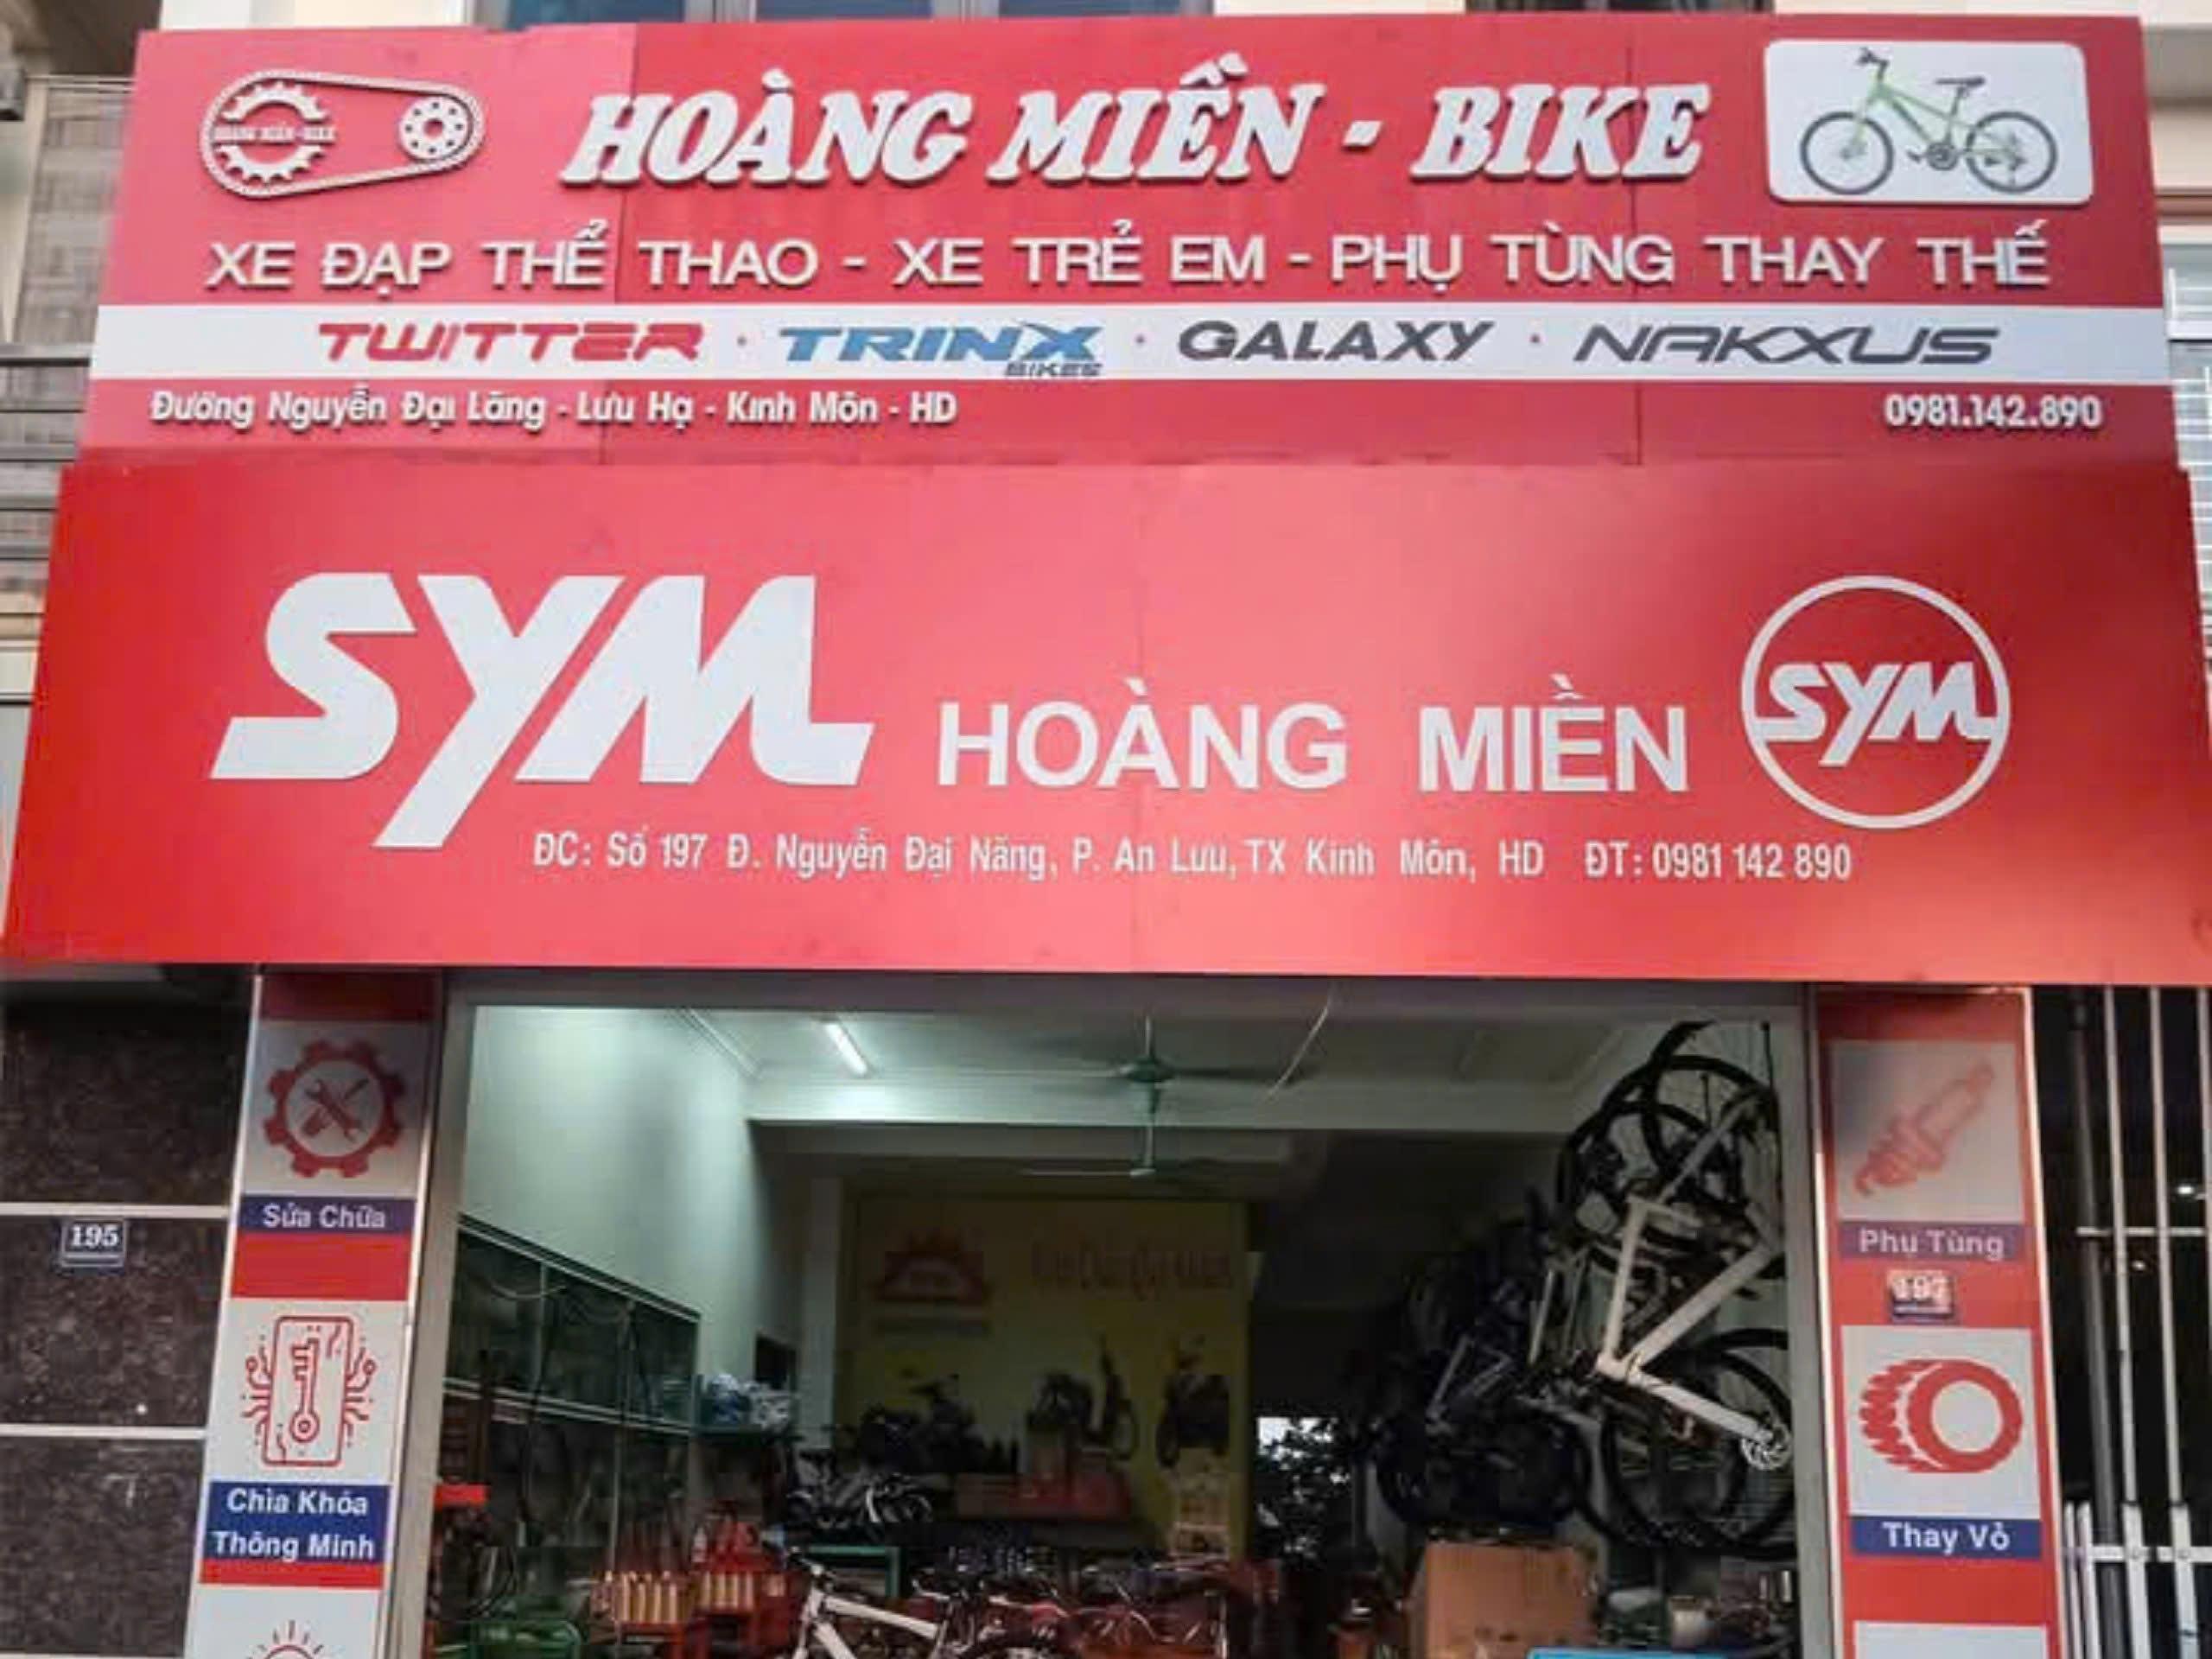 HOÀNG MIỀN-BIKE
HOÀNG MIỀN - BIKE
XE ĐẠP THỂ THAO - XE TRẺ EM - PHỤ TÙNG THAY THẾ
TWITTER · TRINX BIKES · GALAXY · NAKXUS
Đường Nguyễn Đại Lăng - Lưu Hạ - Kinh Môn - HD
0981.142.890
SYM HOÀNG MIỀN SYM
ĐC: Số 197 Đ. Nguyễn Đại Năng, P. An Lưu, TX Kinh Môn, HD ĐT: 0981 142 890
Sửa Chữa
195
Chìa Khóa
Thông Minh
Phụ Tùng
197
Thay Vỏ